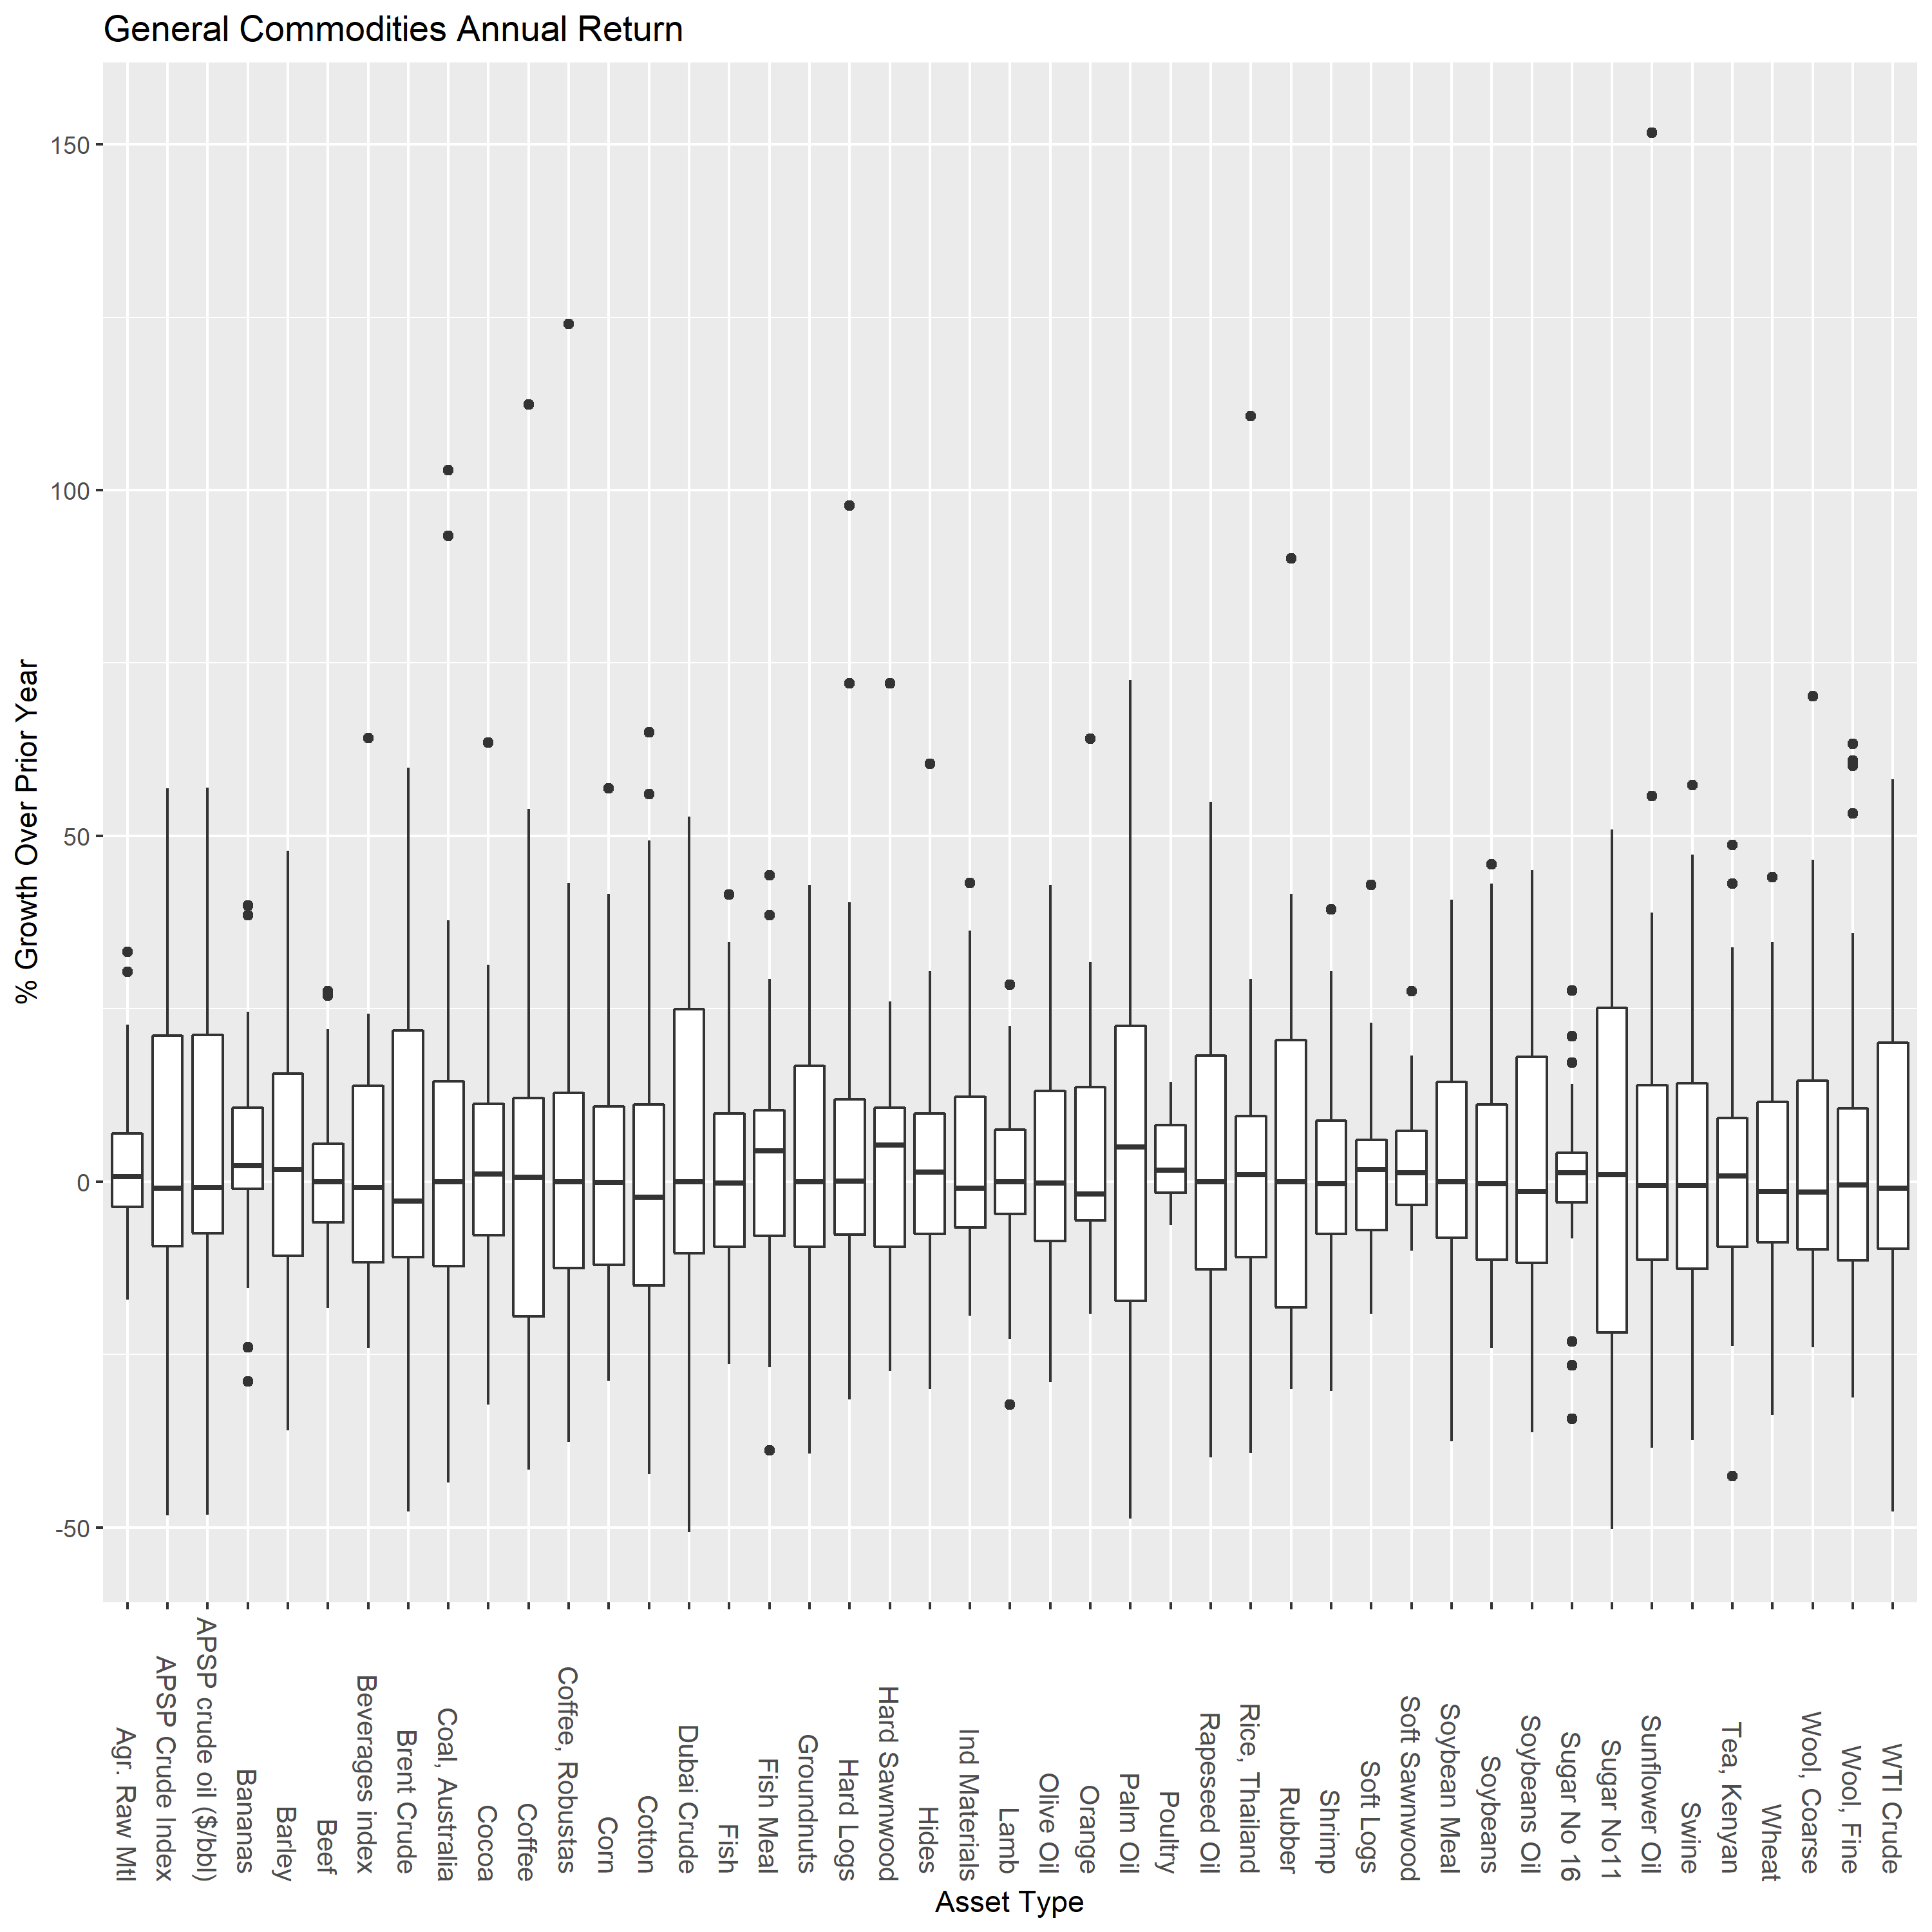 General Commodities Annual Return
% Growth Over Prior Year
150
100
50
0
-50
Agr. Raw Mtl
APSP Crude Index
APSP crude oil ($/bbl)
Bananas
Barley
Beef
Beverages index
Brent Crude
Coal, Australia
Cocoa
Coffee
Coffee, Robustas
Corn
Cotton
Dubai Crude
Fish
Fish Meal
Groundnuts
Hard Logs
Hard Sawnwood
Hides
Ind Materials
Lamb
Olive Oil
Orange
Palm Oil
Poultry
Rapeseed Oil
Rice, Thailand
Rubber
Shrimp
Soft Logs
Soft Sawnwood
Soybean Meal
Soybeans
Soybeans Oil
Sugar No 16
Sugar No11
Sunflower Oil
Swine
Tea, Kenyan
Wheat
Wool, Coarse
Wool, Fine
WTI Crude
Asset Type